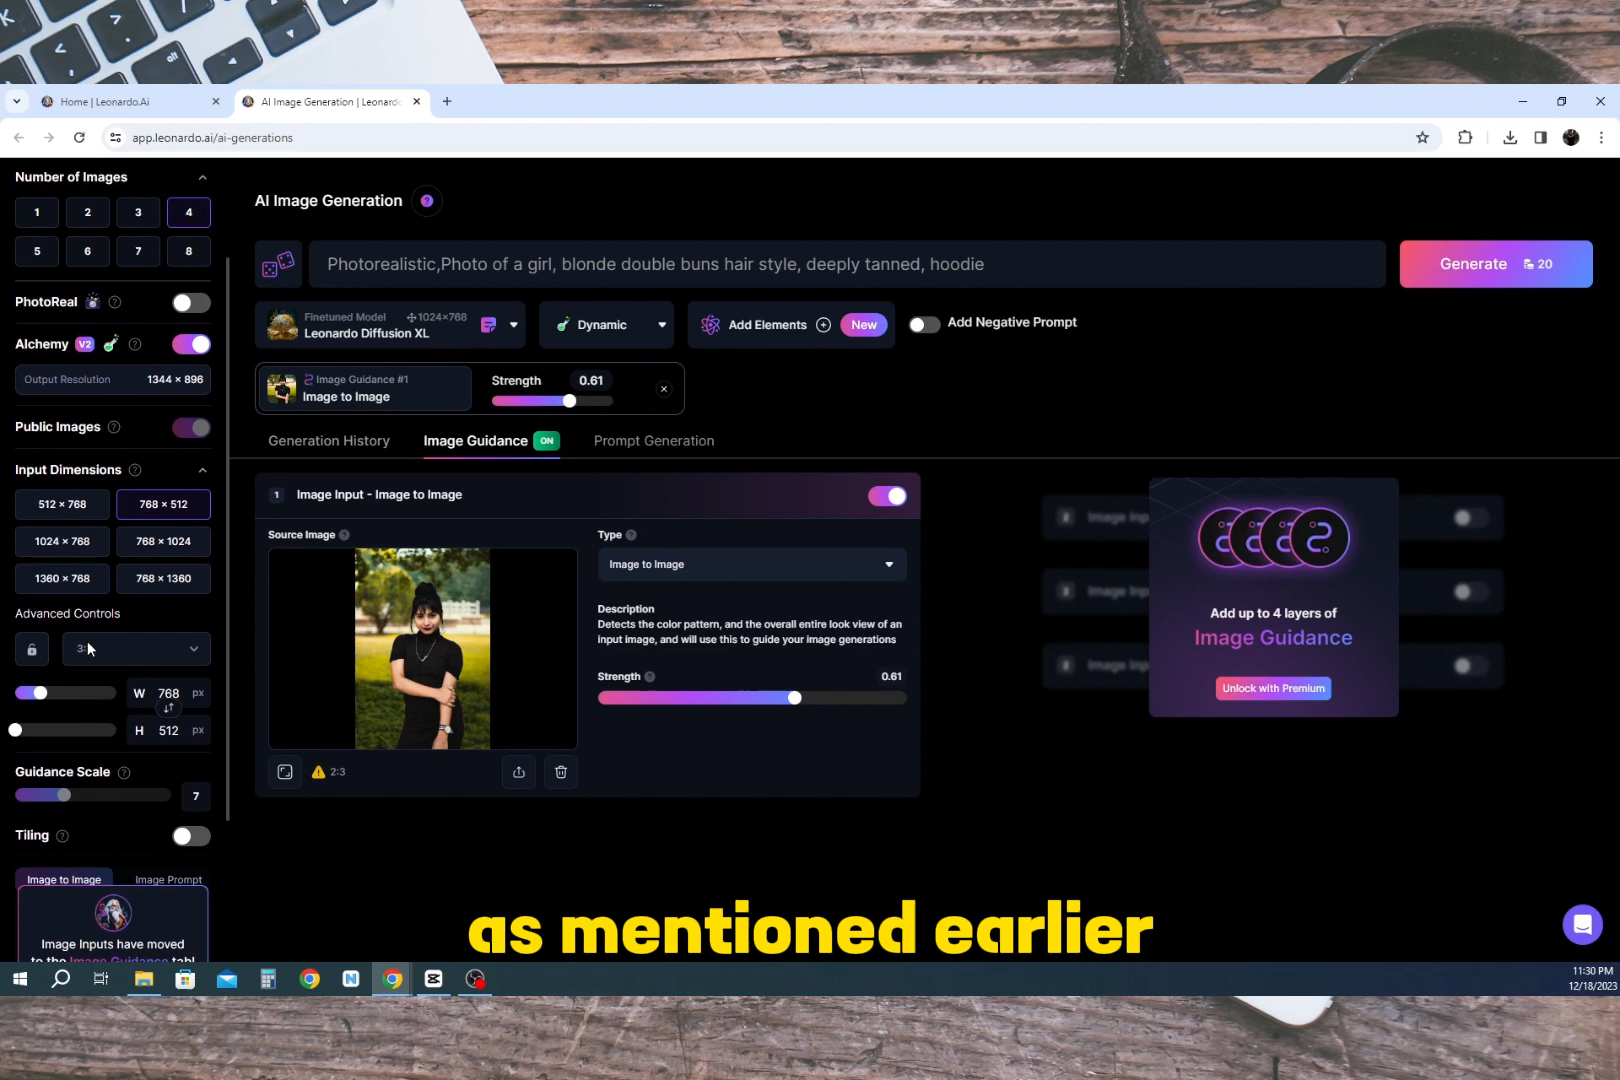 Home | Leonardo.Ai
AI Image Generation | Leonardo
app.leonardo.ai/ai-generations
Number of Images
1 2 3 4
5 6 7 8
PhotoReal
Alchemy V2
Output Resolution 1344 × 896
Public Images
Input Dimensions
512 × 768 768 × 512
1024 × 768 768 × 1024
1360 × 768 768 × 1360
Advanced Controls
W 768 px
H 512 px
Guidance Scale
7
Tiling
Image to Image Image Prompt
Image Inputs have moved
to the Image Guidance tab!
AI Image Generation
Photorealistic,Photo of a girl, blonde double buns hair style, deeply tanned, hoodie
Generate 20
Finetuned Model 1024×768
Leonardo Diffusion XL
Dynamic
Add Elements New
Add Negative Prompt
Image Guidance #1
Image to Image
Strength 0.61
Generation History Image Guidance ON Prompt Generation
1 Image Input - Image to Image
Source Image
2:3
Type
Image to Image
Description
Detects the color pattern, and the overall entire look view of an
input image, and will use this to guide your image generations
Strength 0.61
Add up to 4 layers of
Image Guidance
Unlock with Premium
as mentioned earlier
11:30 PM
12/18/2023